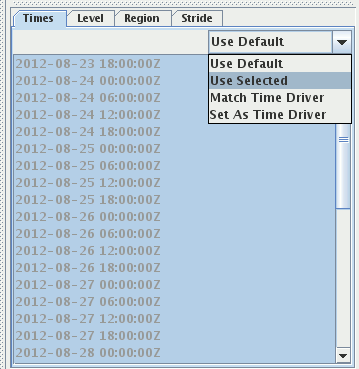 Times Level Region Stride
Use Default
Use Default
Use Selected
Match Time Driver
Set As Time Driver
2012-08-23 18:00:00Z
2012-08-24 00:00:00Z
2012-08-24 06:00:00Z
2012-08-24 12:00:00Z
2012-08-24 18:00:00Z
2012-08-25 00:00:00Z
2012-08-25 06:00:00Z
2012-08-25 12:00:00Z
2012-08-25 18:00:00Z
2012-08-26 00:00:00Z
2012-08-26 06:00:00Z
2012-08-26 12:00:00Z
2012-08-26 18:00:00Z
2012-08-27 00:00:00Z
2012-08-27 06:00:00Z
2012-08-27 12:00:00Z
2012-08-27 18:00:00Z
2012-08-28 00:00:00Z